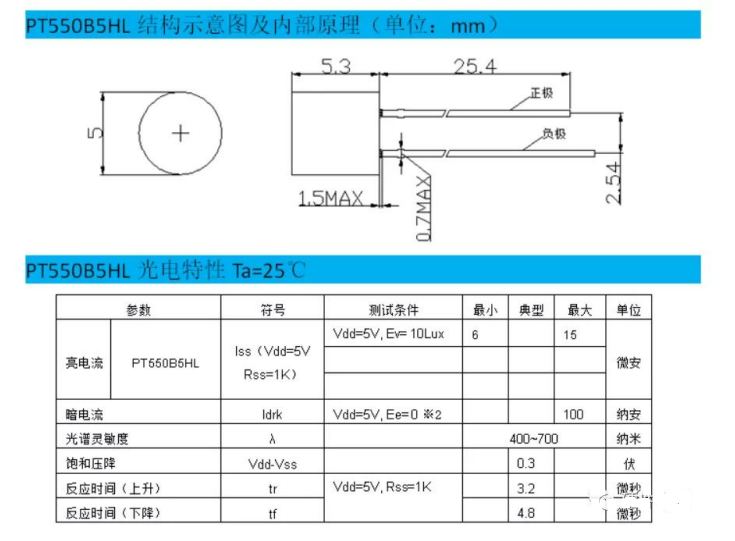 PT550B5HL 结构示意图及内部原理（单位：mm）
5.3
25.4
正极
5
负极
2.54
1.5MAX
0.7MAX
PT550B5HL 光电特性 Ta=25℃
参数 符号 测试条件 最小 典型 最大 单位
亮电流 PT550B5HL Iss（Vdd=5V Rss=1K） Vdd=5V, Ev= 10Lux 6 15 微安
暗电流 Idrk Vdd=5V, Ee=0 ※2 100 纳安
光谱灵敏度 λ 400~700 纳米
饱和压降 Vdd-Vss 0.3 伏
反应时间（上升） tr Vdd=5V, Rss=1K 3.2 微秒
反应时间（下降） tf 4.8 微秒